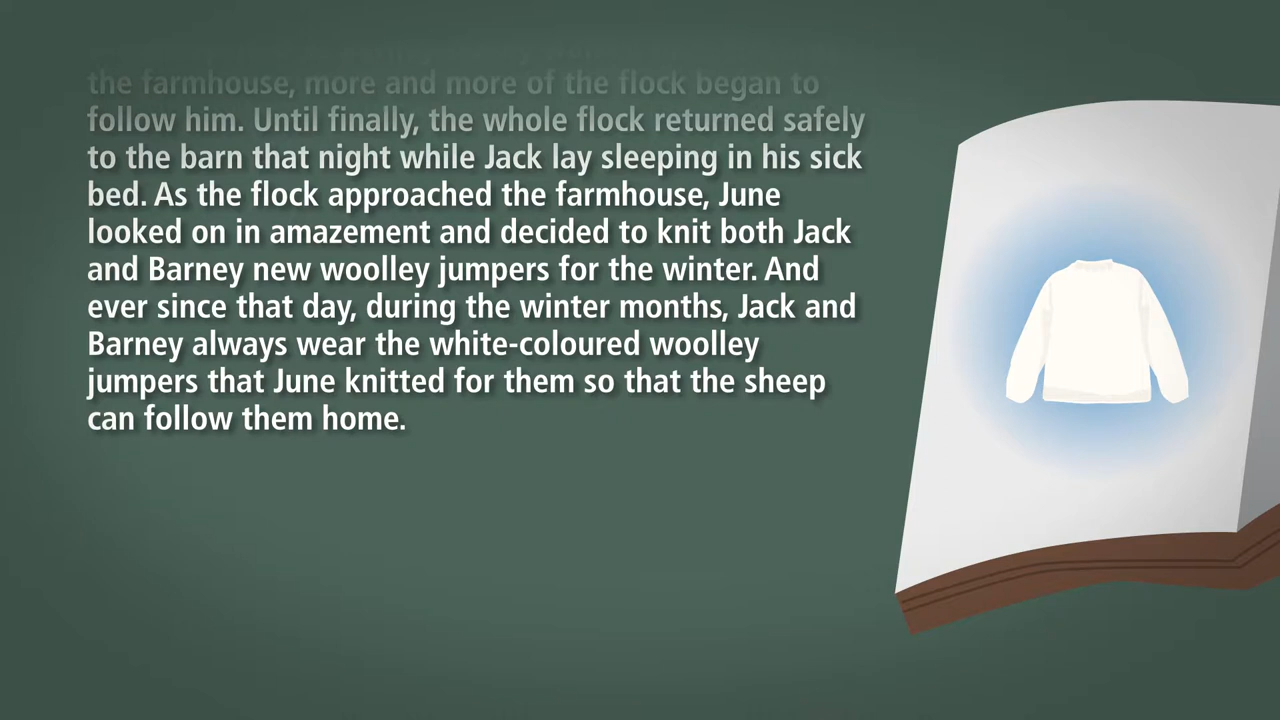 the farmhouse, more and more of the flock began to
follow him. Until finally, the whole flock returned safely
to the barn that night while Jack lay sleeping in his sick
bed. As the flock approached the farmhouse, June
looked on in amazement and decided to knit both Jack
and Barney new woolley jumpers for the winter. And
ever since that day, during the winter months, Jack and
Barney always wear the white-coloured woolley
jumpers that June knitted for them so that the sheep
can follow them home.